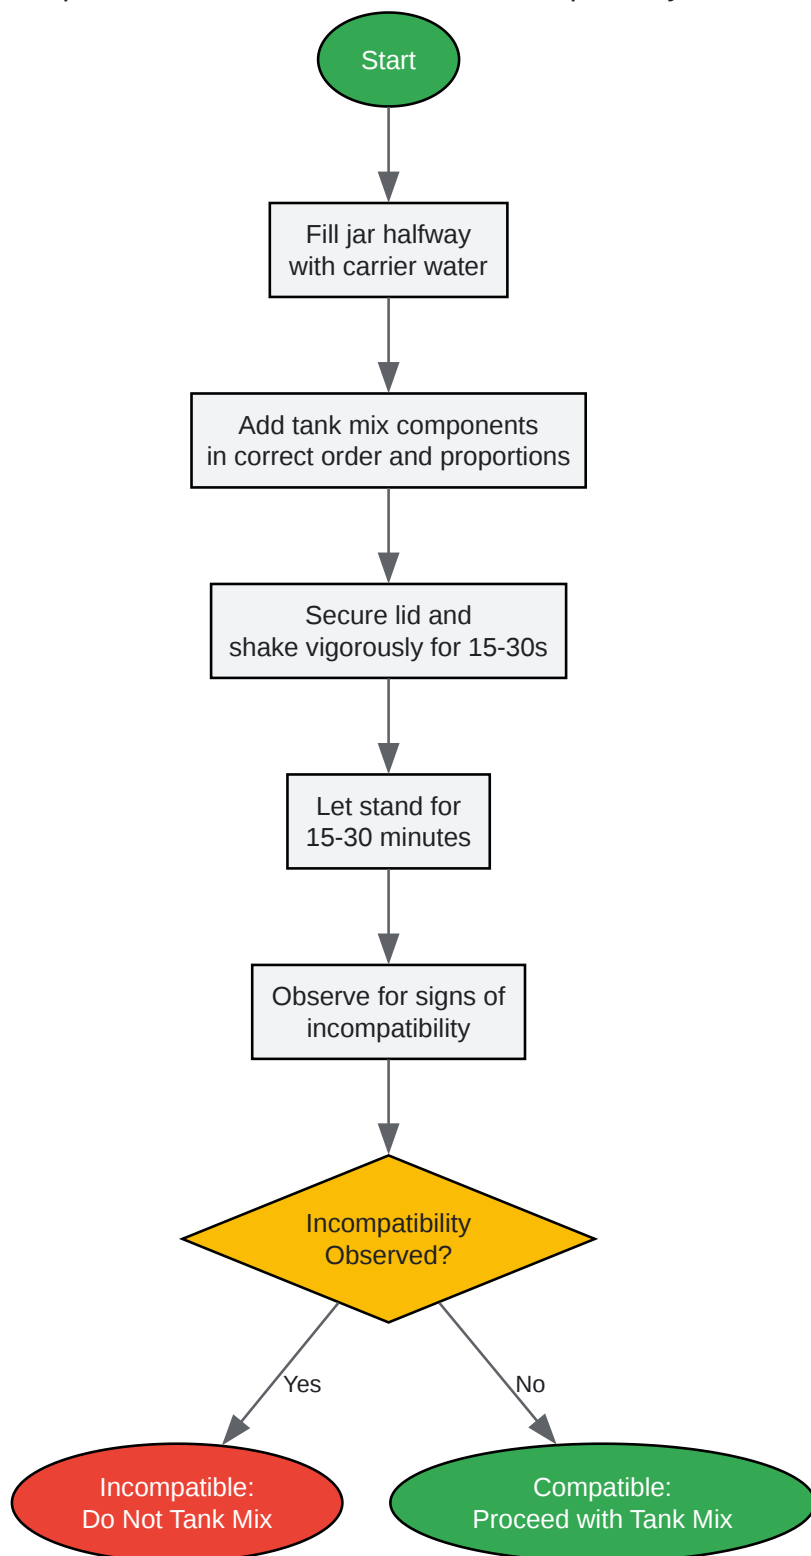 Start
Fill jar halfway
with carrier water
Add tank mix components
in correct order and proportions
Secure lid and
shake vigorously for 15-30s
Let stand for
15-30 minutes
Observe for signs of
incompatibility
Incompatibility
Observed?
Yes
No
Incompatible:
Do Not Tank Mix
Compatible:
Proceed with Tank Mix